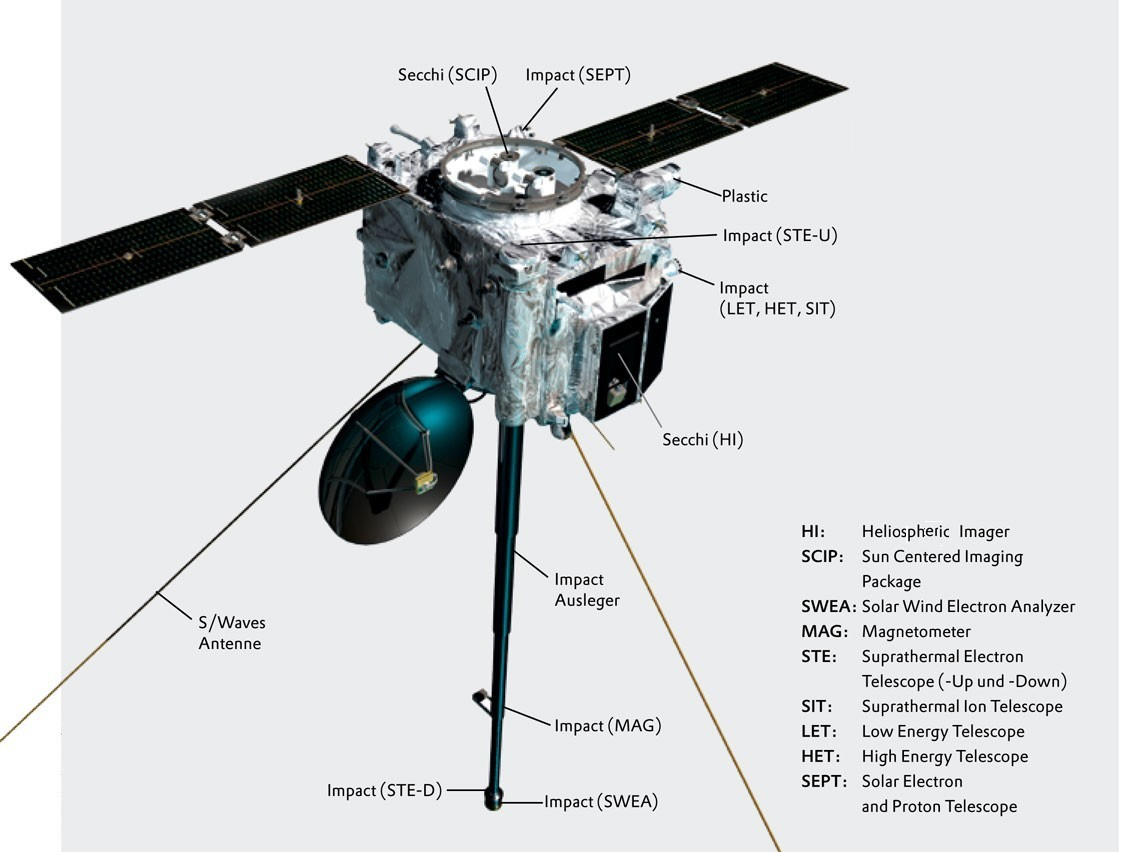 Secchi (SCIP)
Impact (SEPT)
Plastic
Impact (STE-U)
Impact
(LET, HET, SIT)
Secchi (HI)
Impact
Ausleger
S/Waves
Antenne
Impact (MAG)
Impact (STE-D)
Impact (SWEA)
HI: Heliospheric Imager
SCIP: Sun Centered Imaging
Package
SWEA: Solar Wind Electron Analyzer
MAG: Magnetometer
STE: Suprathermal Electron
Telescope (-Up und -Down)
SIT: Suprathermal Ion Telescope
LET: Low Energy Telescope
HET: High Energy Telescope
SEPT: Solar Electron
and Proton Telescope